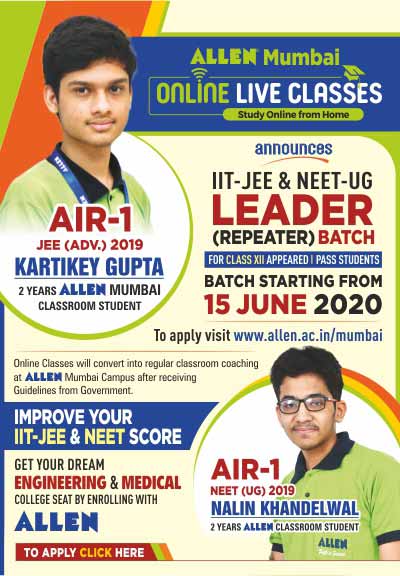 ALLEN Mumbai
ONLINE LIVE CLASSES
Study Online from Home
announces
IIT-JEE & NEET-UG
LEADER
(REPEATER) BATCH
FOR CLASS XII APPEARED | PASS STUDENTS
BATCH STARTING FROM
15 JUNE 2020
To apply visit www.allen.ac.in/mumbai
ALLEN
AIR-1
JEE (ADV.) 2019
KARTIKEY GUPTA
2 YEARS ALLEN MUMBAI
CLASSROOM STUDENT
Online Classes will convert into regular classroom coaching
at ALLEN Mumbai Campus after receiving
Guidelines from Government.
IMPROVE YOUR
IIT-JEE & NEET SCORE
GET YOUR DREAM
ENGINEERING & MEDICAL
COLLEGE SEAT BY ENROLLING WITH
ALLEN
TO APPLY CLICK HERE
AIR-1
NEET (UG) 2019
NALIN KHANDELWAL
2 YEARS ALLEN CLASSROOM STUDENT
ALLEN